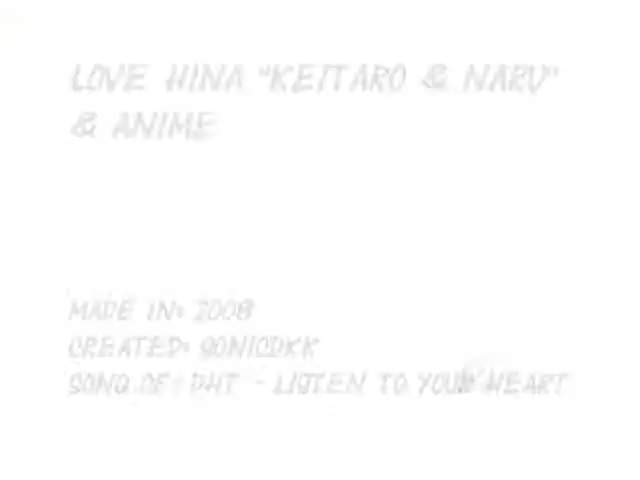 LOVE HINA "KEITARO & NARU"
& ANIME
MADE IN: 2008
CREATED: SONICDKK
SONG OF: DHT - LISTEN TO YOUR HEART